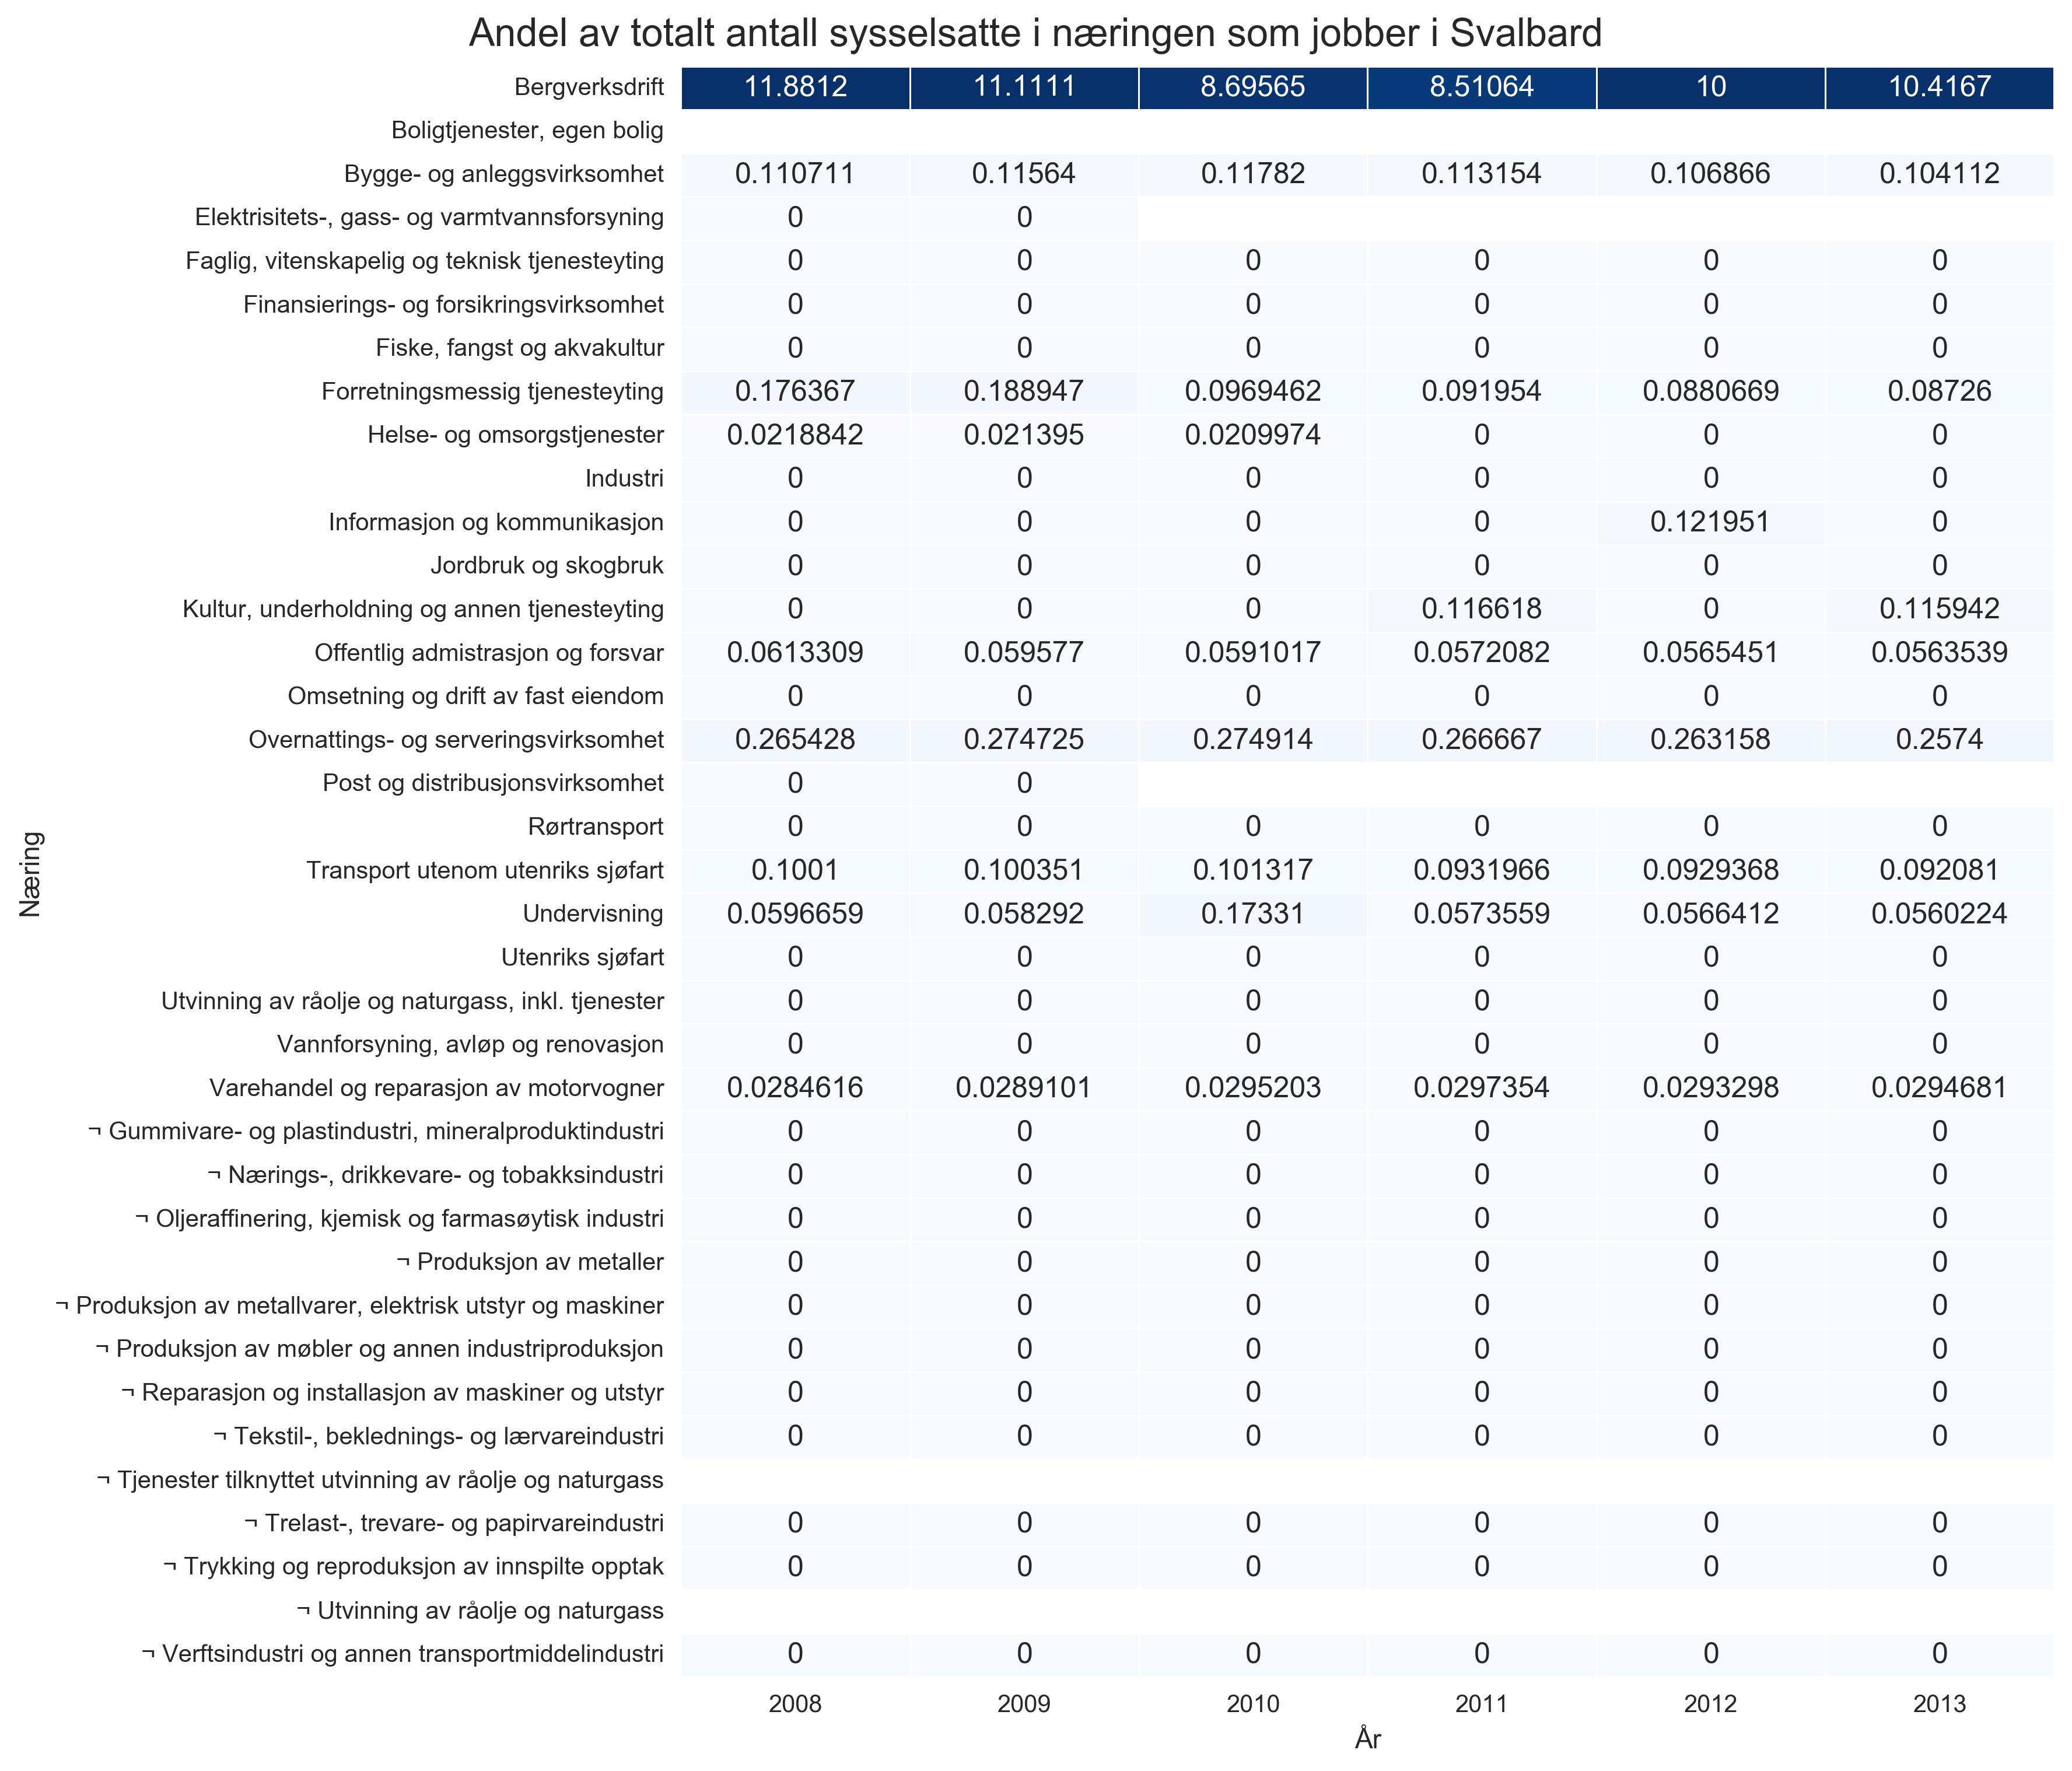 Andel av totalt antall sysselsatte i næringen som jobber i Svalbard
Bergverksdrift 11.8812 11.1111 8.69565 8.51064 10 10.4167
Boligtjenester, egen bolig
Bygge- og anleggsvirksomhet 0.110711 0.11564 0.11782 0.113154 0.106866 0.104112
Elektrisitets-, gass- og varmtvannsforsyning 0 0
Faglig, vitenskapelig og teknisk tjenesteyting 0 0 0 0 0 0
Finansierings- og forsikringsvirksomhet 0 0 0 0 0 0
Fiske, fangst og akvakultur 0 0 0 0 0 0
Forretningsmessig tjenesteyting 0.176367 0.188947 0.0969462 0.091954 0.0880669 0.08726
Helse- og omsorgstjenester 0.0218842 0.021395 0.0209974 0 0 0
Industri 0 0 0 0 0 0
Informasjon og kommunikasjon 0 0 0 0 0.121951 0
Jordbruk og skogbruk 0 0 0 0 0 0
Kultur, underholdning og annen tjenesteyting 0 0 0 0.116618 0 0.115942
Offentlig admistrasjon og forsvar 0.0613309 0.059577 0.0591017 0.0572082 0.0565451 0.0563539
Omsetning og drift av fast eiendom 0 0 0 0 0 0
Overnattings- og serveringsvirksomhet 0.265428 0.274725 0.274914 0.266667 0.263158 0.2574
Post og distribusjonsvirksomhet 0 0
Rørtransport 0 0 0 0 0 0
Transport utenom utenriks sjøfart 0.1001 0.100351 0.101317 0.0931966 0.0929368 0.092081
Undervisning 0.0596659 0.058292 0.17331 0.0573559 0.0566412 0.0560224
Utenriks sjøfart 0 0 0 0 0 0
Utvinning av råolje og naturgass, inkl. tjenester 0 0 0 0 0 0
Vannforsyning, avløp og renovasjon 0 0 0 0 0 0
Varehandel og reparasjon av motorvogner 0.0284616 0.0289101 0.0295203 0.0297354 0.0293298 0.0294681
¬ Gummivare- og plastindustri, mineralproduktindustri 0 0 0 0 0 0
¬ Nærings-, drikkevare- og tobakksindustri 0 0 0 0 0 0
¬ Oljeraffinering, kjemisk og farmasøytisk industri 0 0 0 0 0 0
¬ Produksjon av metaller 0 0 0 0 0 0
¬ Produksjon av metallvarer, elektrisk utstyr og maskiner 0 0 0 0 0 0
¬ Produksjon av møbler og annen industriproduksjon 0 0 0 0 0 0
¬ Reparasjon og installasjon av maskiner og utstyr 0 0 0 0 0 0
¬ Tekstil-, beklednings- og lærvareindustri 0 0 0 0 0 0
¬ Tjenester tilknyttet utvinning av råolje og naturgass
¬ Trelast-, trevare- og papirvareindustri 0 0 0 0 0 0
¬ Trykking og reproduksjon av innspilte opptak 0 0 0 0 0 0
¬ Utvinning av råolje og naturgass
¬ Verftsindustri og annen transportmiddelindustri 0 0 0 0 0 0
2008 2009 2010 2011 2012 2013
År
Næring